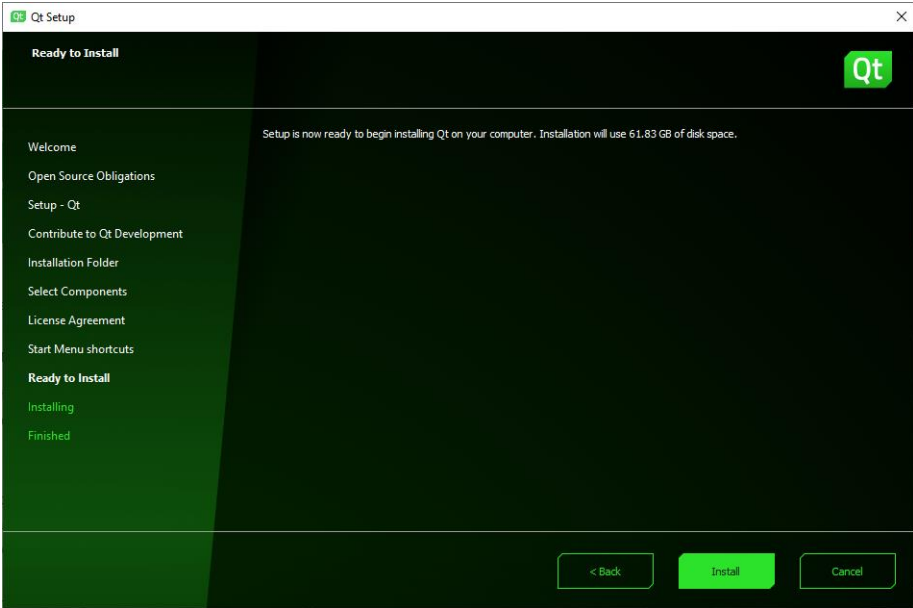 Qt Qt Setup
Ready to Install
Qt
Setup is now ready to begin installing Qt on your computer. Installation will use 61.83 GB of disk space.
Welcome
Open Source Obligations
Setup - Qt
Contribute to Qt Development
Installation Folder
Select Components
License Agreement
Start Menu shortcuts
Ready to Install
Installing
Finished
< Back Install Cancel